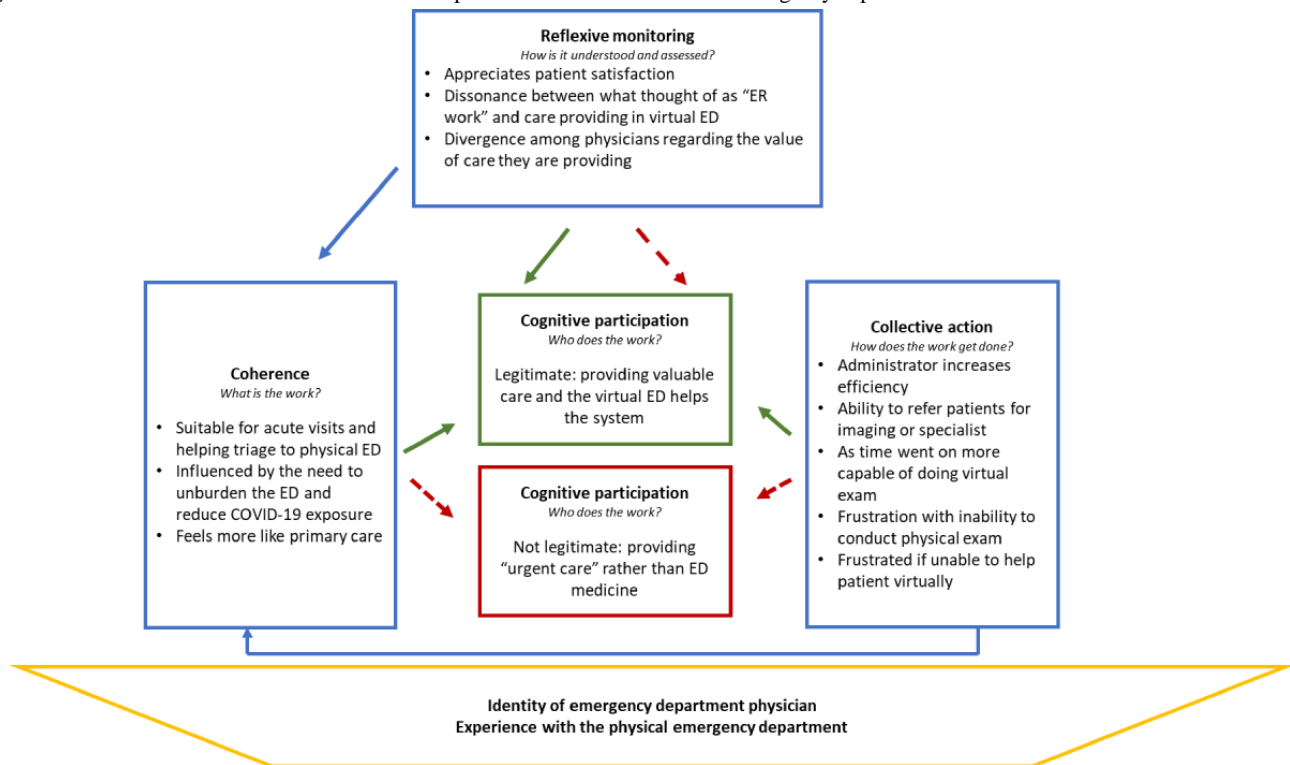 Reflexive monitoring
How is it understood and assessed?
• Appreciates patient satisfaction
• Dissonance between what thought of as “ER
work” and care providing in virtual ED
• Divergence among physicians regarding the value
of care they are providing
Coherence
What is the work?
• Suitable for acute visits and
helping triage to physical ED
• Influenced by the need to
unburden the ED and
reduce COVID-19 exposure
• Feels more like primary care
Cognitive participation
Who does the work?
Legitimate: providing valuable
care and the virtual ED helps
the system
Cognitive participation
Who does the work?
Not legitimate: providing
“urgent care” rather than ED
medicine
Collective action
How does the work get done?
• Administrator increases
efficiency
• Ability to refer patients for
imaging or specialist
• As time went on more
capable of doing virtual
exam
• Frustration with inability to
conduct physical exam
• Frustrated if unable to help
patient virtually
Identity of emergency department physician
Experience with the physical emergency department